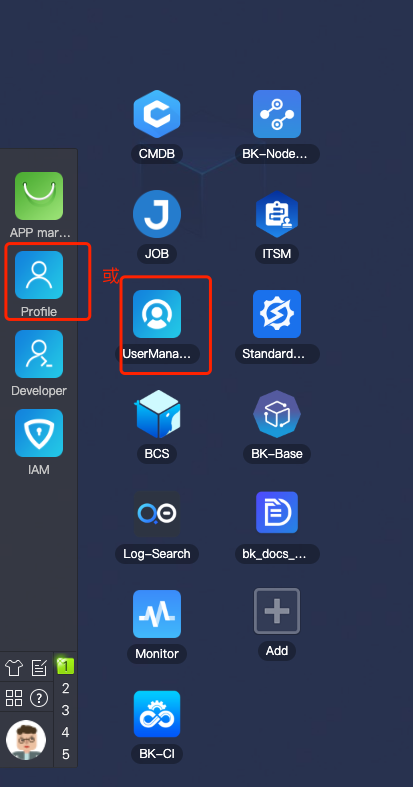 CMDB
BK-Node...
APP mar...
JOB
ITSM
Profile
或
UserMana...
Standard...
Developer
BCS
BK-Base
IAM
Log-Search
bk_docs_...
Monitor
Add
BK-CI
1
2
3
4
5